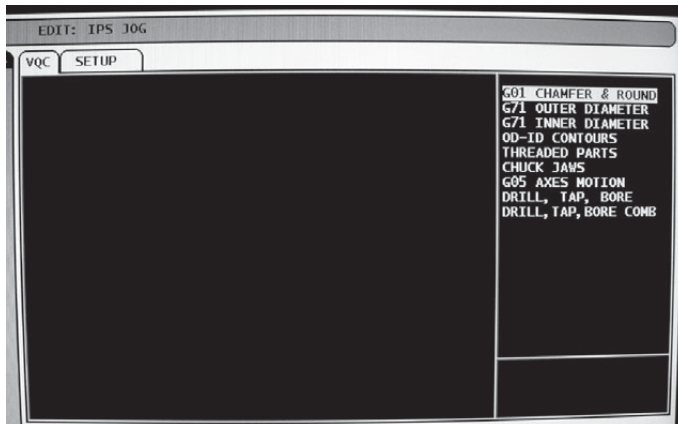 EDIT: IPS JOG
VQC
SETUP
G01 CHAMFER & ROUND
G71 OUTER DIAMETER
G71 INNER DIAMETER
OD-ID CONTOURS
THREADED PARTS
CHUCK JAWS
G05 AXES MOTION
DRILL, TAP, BORE
DRILL,TAP,BORE COMB